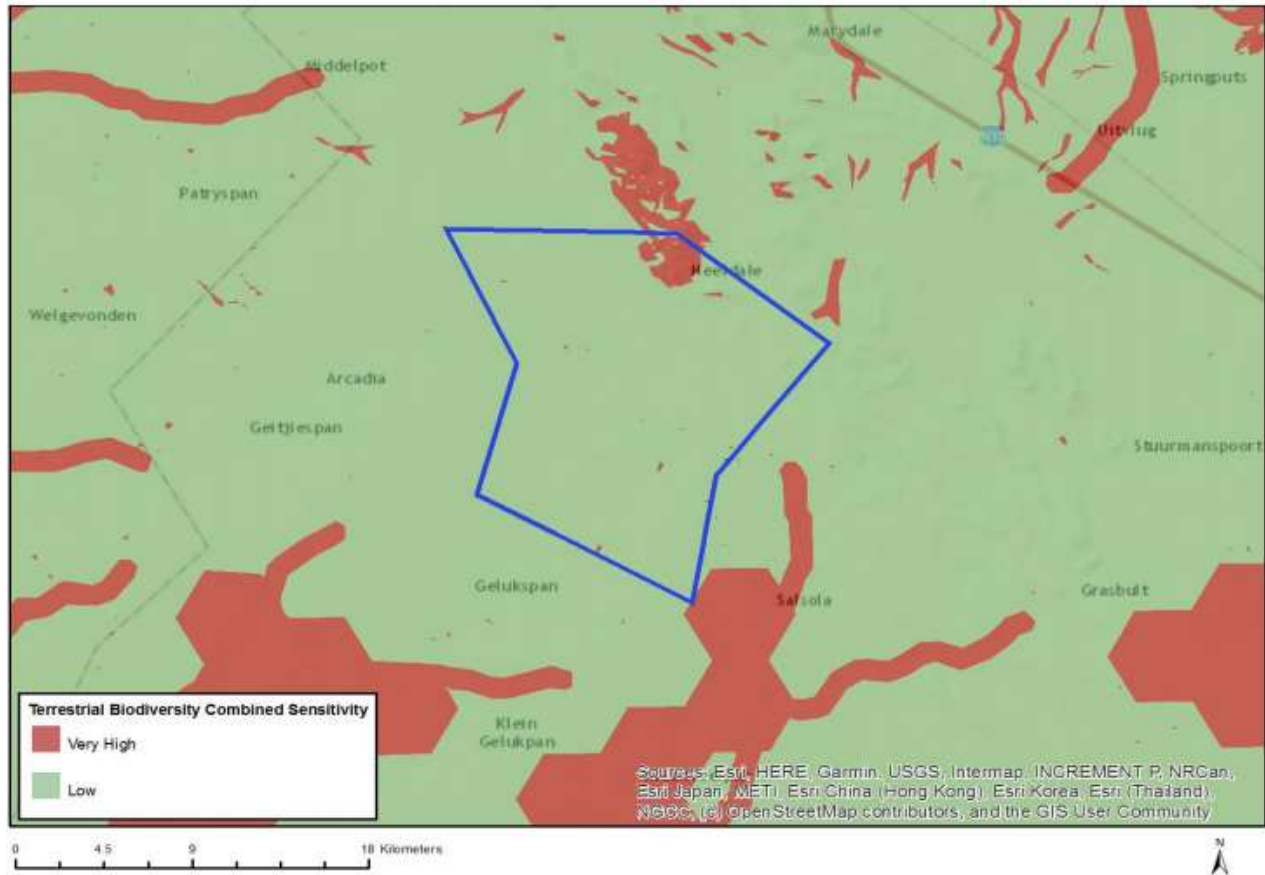 Marydale
Middelpot
Springputs
Uitvlug
Patryspan
Heerdale
Welgevonden
Arcadia
Geitjiespan
Stuurmanspoort
Gelukspan
Salsola
Grasbult
Klein
Gelukpan
Terrestrial Biodiversity Combined Sensitivity
Very High
Low
Sources: Esri, HERE, Garmin, USGS, Intermap, INCREMENT P, NRCan,
Esri Japan, METI, Esri China (Hong Kong), Esri Korea, Esri (Thailand),
NGCC, (c) OpenStreetMap contributors, and the GIS User Community
0 4.5 9 18 Kilometers
N